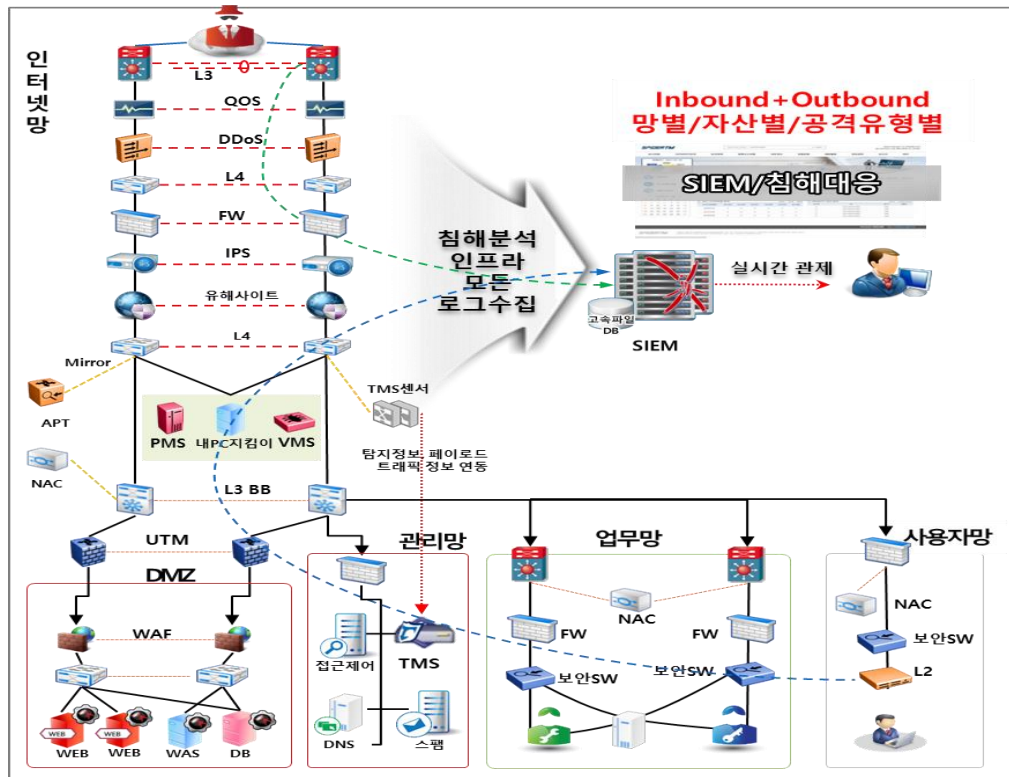 인터넷망
L3
QOS
DDoS
L4
FW
IPS
유해사이트
L4
Mirror
APT
NAC
PMS
내PC지킴이
VMS
TMS센서
탐지정보, 페이로드
트래픽 정보 연동
침해분석
인프라
모든
로그수집
Inbound+Outbound
망별/자산별/공격유형별
SIEM/침해대응
고속파일
DB
SIEM
실시간 관제
L3 BB
UTM
DMZ
WAF
WEB
WEB
WEB
WEB
WAS
DB
관리망
접근제어
TMS
DNS
스팸
업무망
NAC
FW
FW
보안SW
보안SW
사용자망
NAC
보안SW
L2